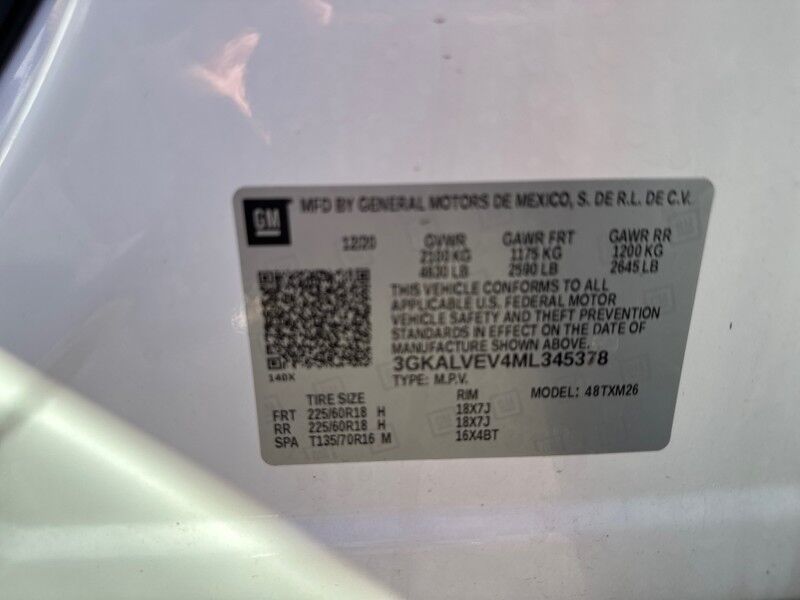 GM MFD BY GENERAL MOTORS DE MEXICO, S. DE R.L. DE C.V.
12/20 GVWR GAWR FRT GAWR RR
2100 KG 1175 KG 1200 KG
4630 LB 2590 LB 2645 LB
THIS VEHICLE CONFORMS TO ALL
APPLICABLE U.S. FEDERAL MOTOR
VEHICLE SAFETY AND THEFT PREVENTION
STANDARDS IN EFFECT ON THE DATE OF
MANUFACTURE SHOWN ABOVE.
3GKALVEV4ML345378
140X TYPE: M.P.V. MODEL: 48TXM26
TIRE SIZE RIM
FRT 225/60R18 H 18X7J
RR 225/60R18 H 18X7J
SPA T135/70R16 M 16X4BT